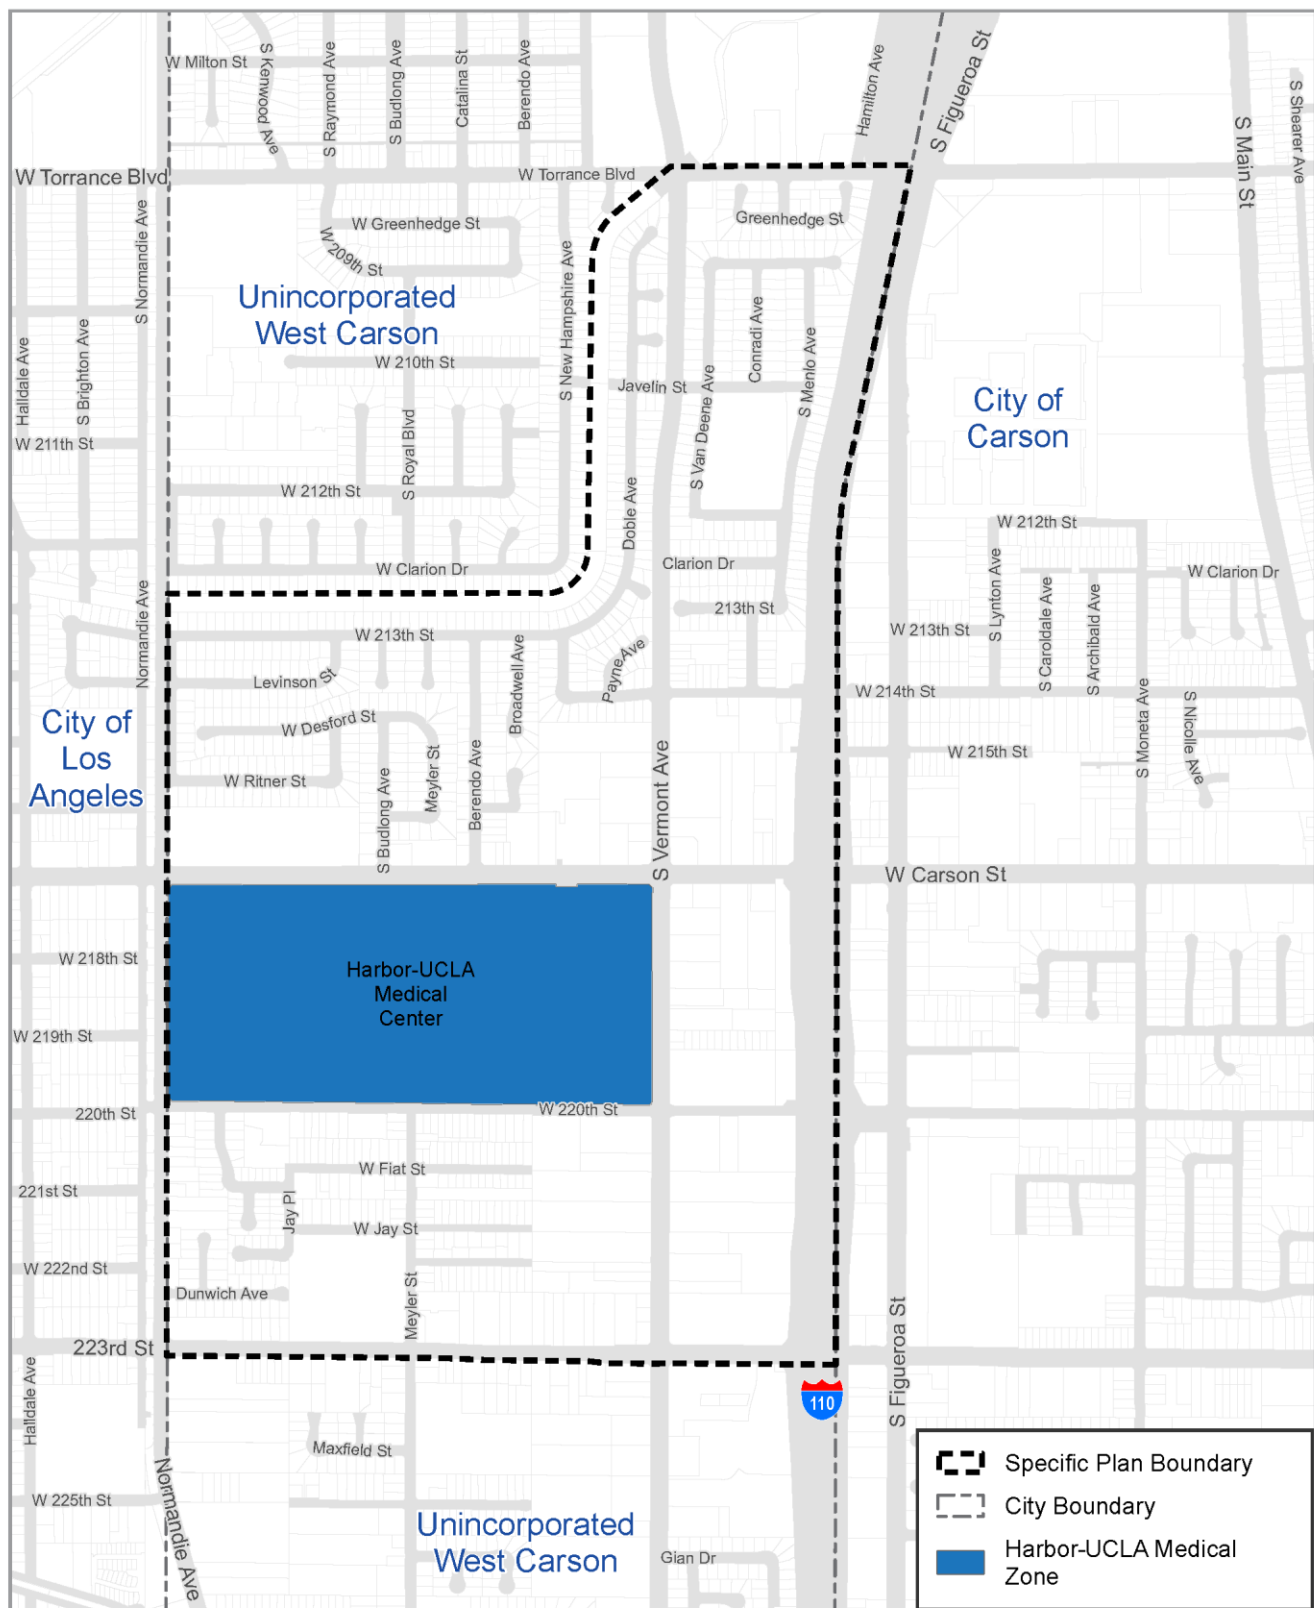 W Milton St
S Kenwood Ave
S Raymond Ave
S Budlong Ave
Catalina St
Berendo Ave
Hamilton Ave
S Figueroa St
S Main St
S Shearer Ave
W Torrance Blvd
W Torrance Blvd
S Normandie Ave
W Greenhedge St
W 209th St
Greenhedge St
Unincorporated
West Carson
S New Hampshire Ave
Halldale Ave
S Brighton Ave
W 210th St
Javelin St
S Van Deene Ave
Conradi Ave
S Menlo Ave
City of
Carson
W 211th St
S Royal Blvd
W 212th St
Doble Ave
W 212th St
W Clarion Dr
Clarion Dr
W Clarion Dr
Normandie Ave
W 213th St
213th St
W 213th St
S Lynton Ave
S Caroldale Ave
S Archibald Ave
Levinson St
Payne Ave
Broadwell Ave
W 214th St
City of
Los
Angeles
W Desford St
Meyler St
S Vermont Ave
W 215th St
S Moneta Ave
S Nicolle Ave
W Ritner St
S Budlong Ave
Berendo Ave
W Carson St
W 218th St
Harbor-UCLA
Medical
Center
W 219th St
220th St
W 220th St
W Fiat St
221st St
Jay Pl
W Jay St
W 222nd St
Dunwich Ave
Meyler St
223rd St
S Figueroa St
110
Halldale Ave
Maxfield St
Normandie Ave
W 225th St
Unincorporated
West Carson
Gian Dr
Specific Plan Boundary
City Boundary
Harbor-UCLA Medical
Zone